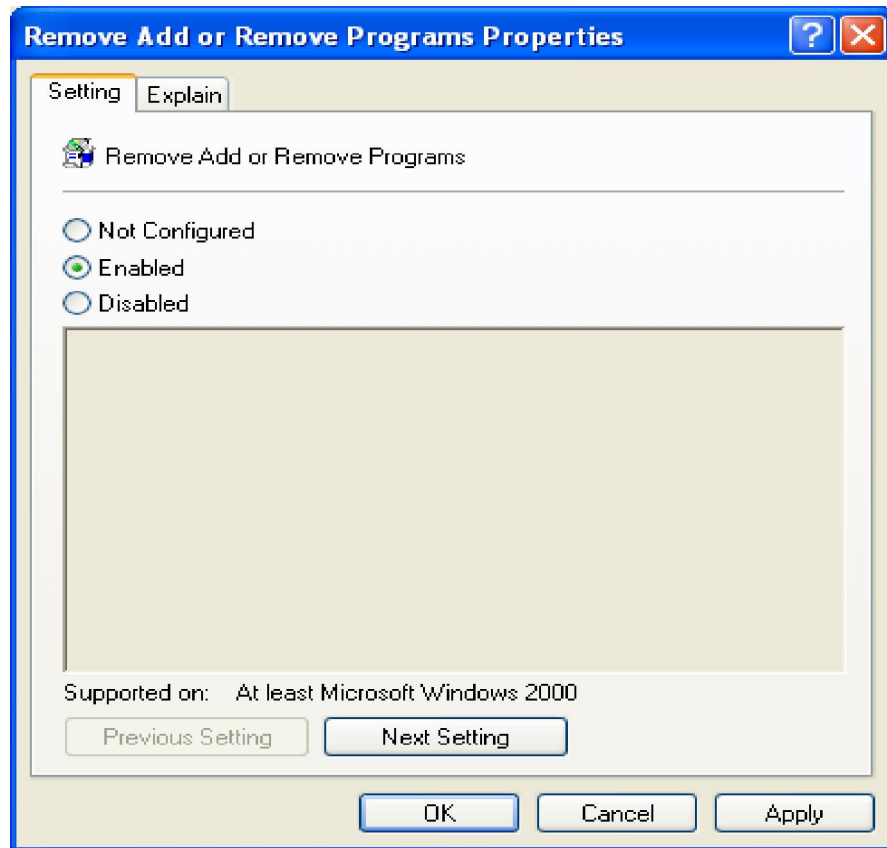 Remove Add or Remove Programs Properties
?
Setting Explain
Remove Add or Remove Programs
Not Configured
Enabled
Disabled
Supported on: At least Microsoft Windows 2000
Previous Setting Next Setting
OK Cancel Apply